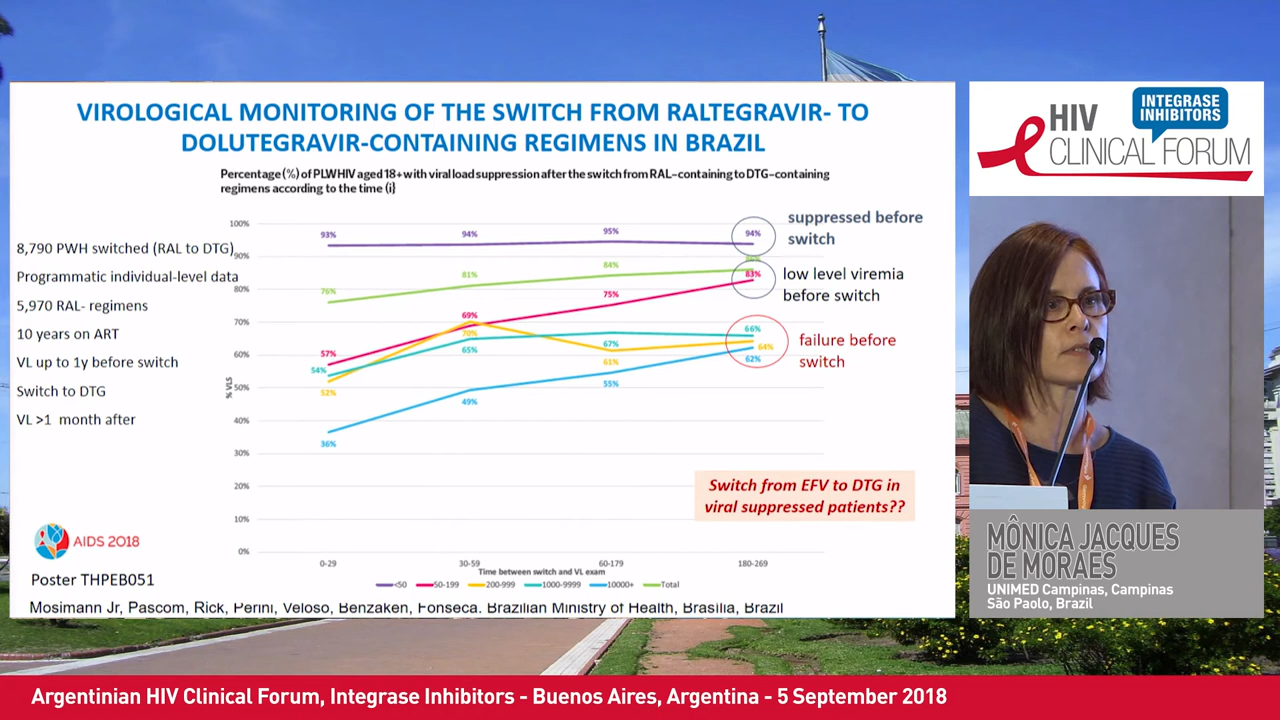 VIROLOGICAL MONITORING OF THE SWITCH FROM RALTEGRAVIR- TO
DOLUTEGRAVIR-CONTAINING REGIMENS IN BRAZIL
Percentage (%) of PLWHIV aged 18+ with viral load suppression after the switch from RAL-containing to DTG-containing
regimens according to the time (i}
8,790 PWH switched (RAL to DTG)
Programmatic individual-level data
5,970 RAL- regimens
10 years on ART
VL up to 1y before switch
Switch to DTG
VL >1 month after
% VLS
100%
90%
80%
70%
60%
50%
40%
30%
20%
10%
0%
93%
94%
95%
94%
76%
81%
84%
57%
69%
75%
83%
54%
65%
67%
66%
52%
70%
61%
64%
36%
49%
55%
62%
suppressed before
switch
low level viremia
before switch
failure before
switch
Switch from EFV to DTG in
viral suppressed patients??
0-29
30-59
60-179
180-269
Time between switch and VL exam
<50
50-199
200-999
1000-9999
10000+
Total
AIDS 2018
Poster THPEB051
Mosimann Jr, Pascom, Rick, Perini, Veloso, Benzaken, Fonseca. Brazilian Ministry of Health, Brasília, Brazil
HIV
INTEGRASE
INHIBITORS
CLINICAL FORUM
MÔNICA JACQUES
DE MORAES
UNIMED Campinas, Campinas
São Paolo, Brazil
Argentinian HIV Clinical Forum, Integrase Inhibitors - Buenos Aires, Argentina - 5 September 2018